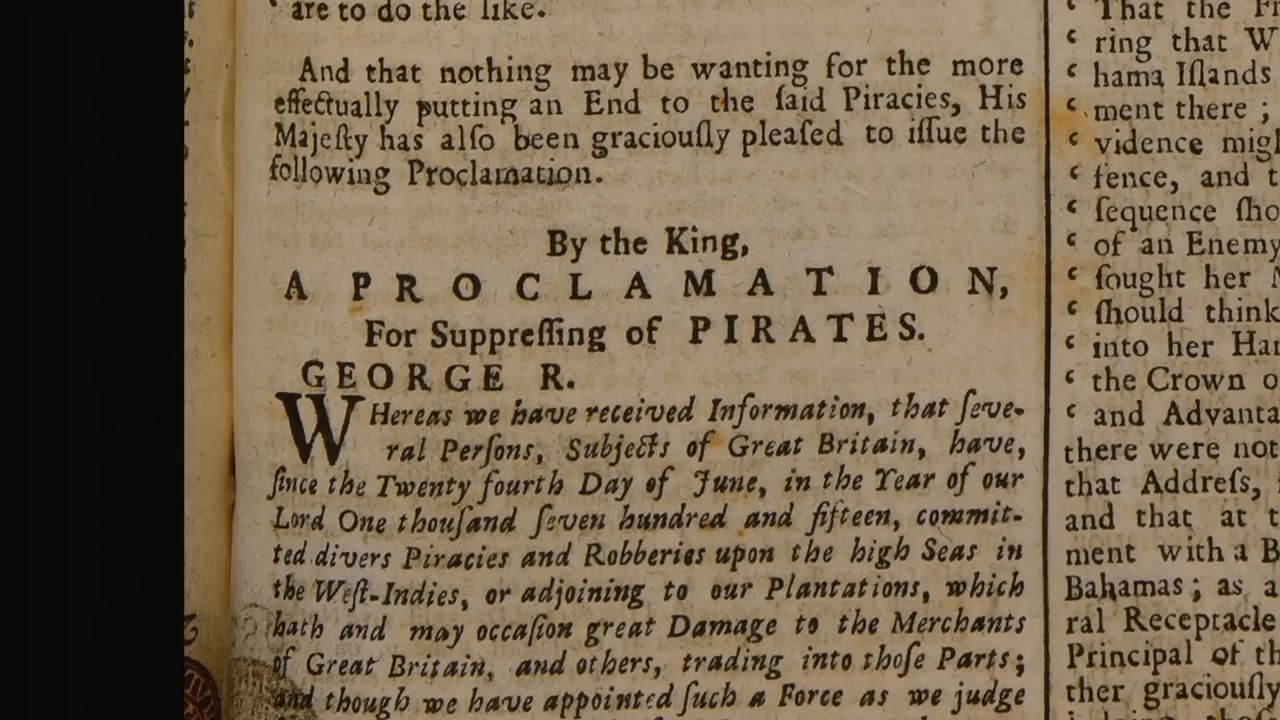 ‘ are to do the like.
And that nothing may be wanting for the more
effectually putting an End to the ſaid Piracies, His
Majeſty has alſo been graciouſly pleaſed to iſſue the
following Proclamation.
By the King,
A PROCLAMATION,
For Suppreſſing of PIRATES.
GEORGE R.
WHereas we have received Information, that ſeve-
ral Perſons, Subjects of Great Britain, have,
ſince the Twenty fourth Day of June, in the Year of our
Lord One thouſand ſeven hundred and fifteen, commit-
ted divers Piracies and Robberies upon the high Seas in
the Weſt-Indies, or adjoining to our Plantations, which
hath and may occaſion great Damage to the Merchants
of Great Britain, and others, trading into thoſe Parts;
and though we have appointed ſuch a Force as we judge
‘ That the Fr
‘ ring that W
‘ hama Iſlands
‘ ment there ;
‘ vidence migh
‘ fence, and t
‘ ſequence ſho
‘ of an Enemy
‘ ſought her
‘ ſhould think
‘ into her Han
‘ the Crown o
‘ and Advanta
there were not
that Addreſs,
and that at t
ment with a B
Bahamas ; as a
ral Receptacle
Principal of th
ther graciouſly